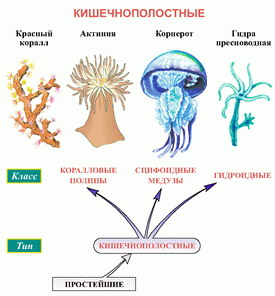 КИШЕЧНОПОЛОСТНЫЕ
Красный
коралл
Актиния
Корнерот
Гидра
пресноводная
Класс
КОРАЛЛОВЫЕ
ПОЛИПЫ
СЦИФОИДНЫЕ
МЕДУЗЫ
ГИДРОИДНЫЕ
Тип
КИШЕЧНОПОЛОСТНЫЕ
ПРОСТЕЙШИЕ